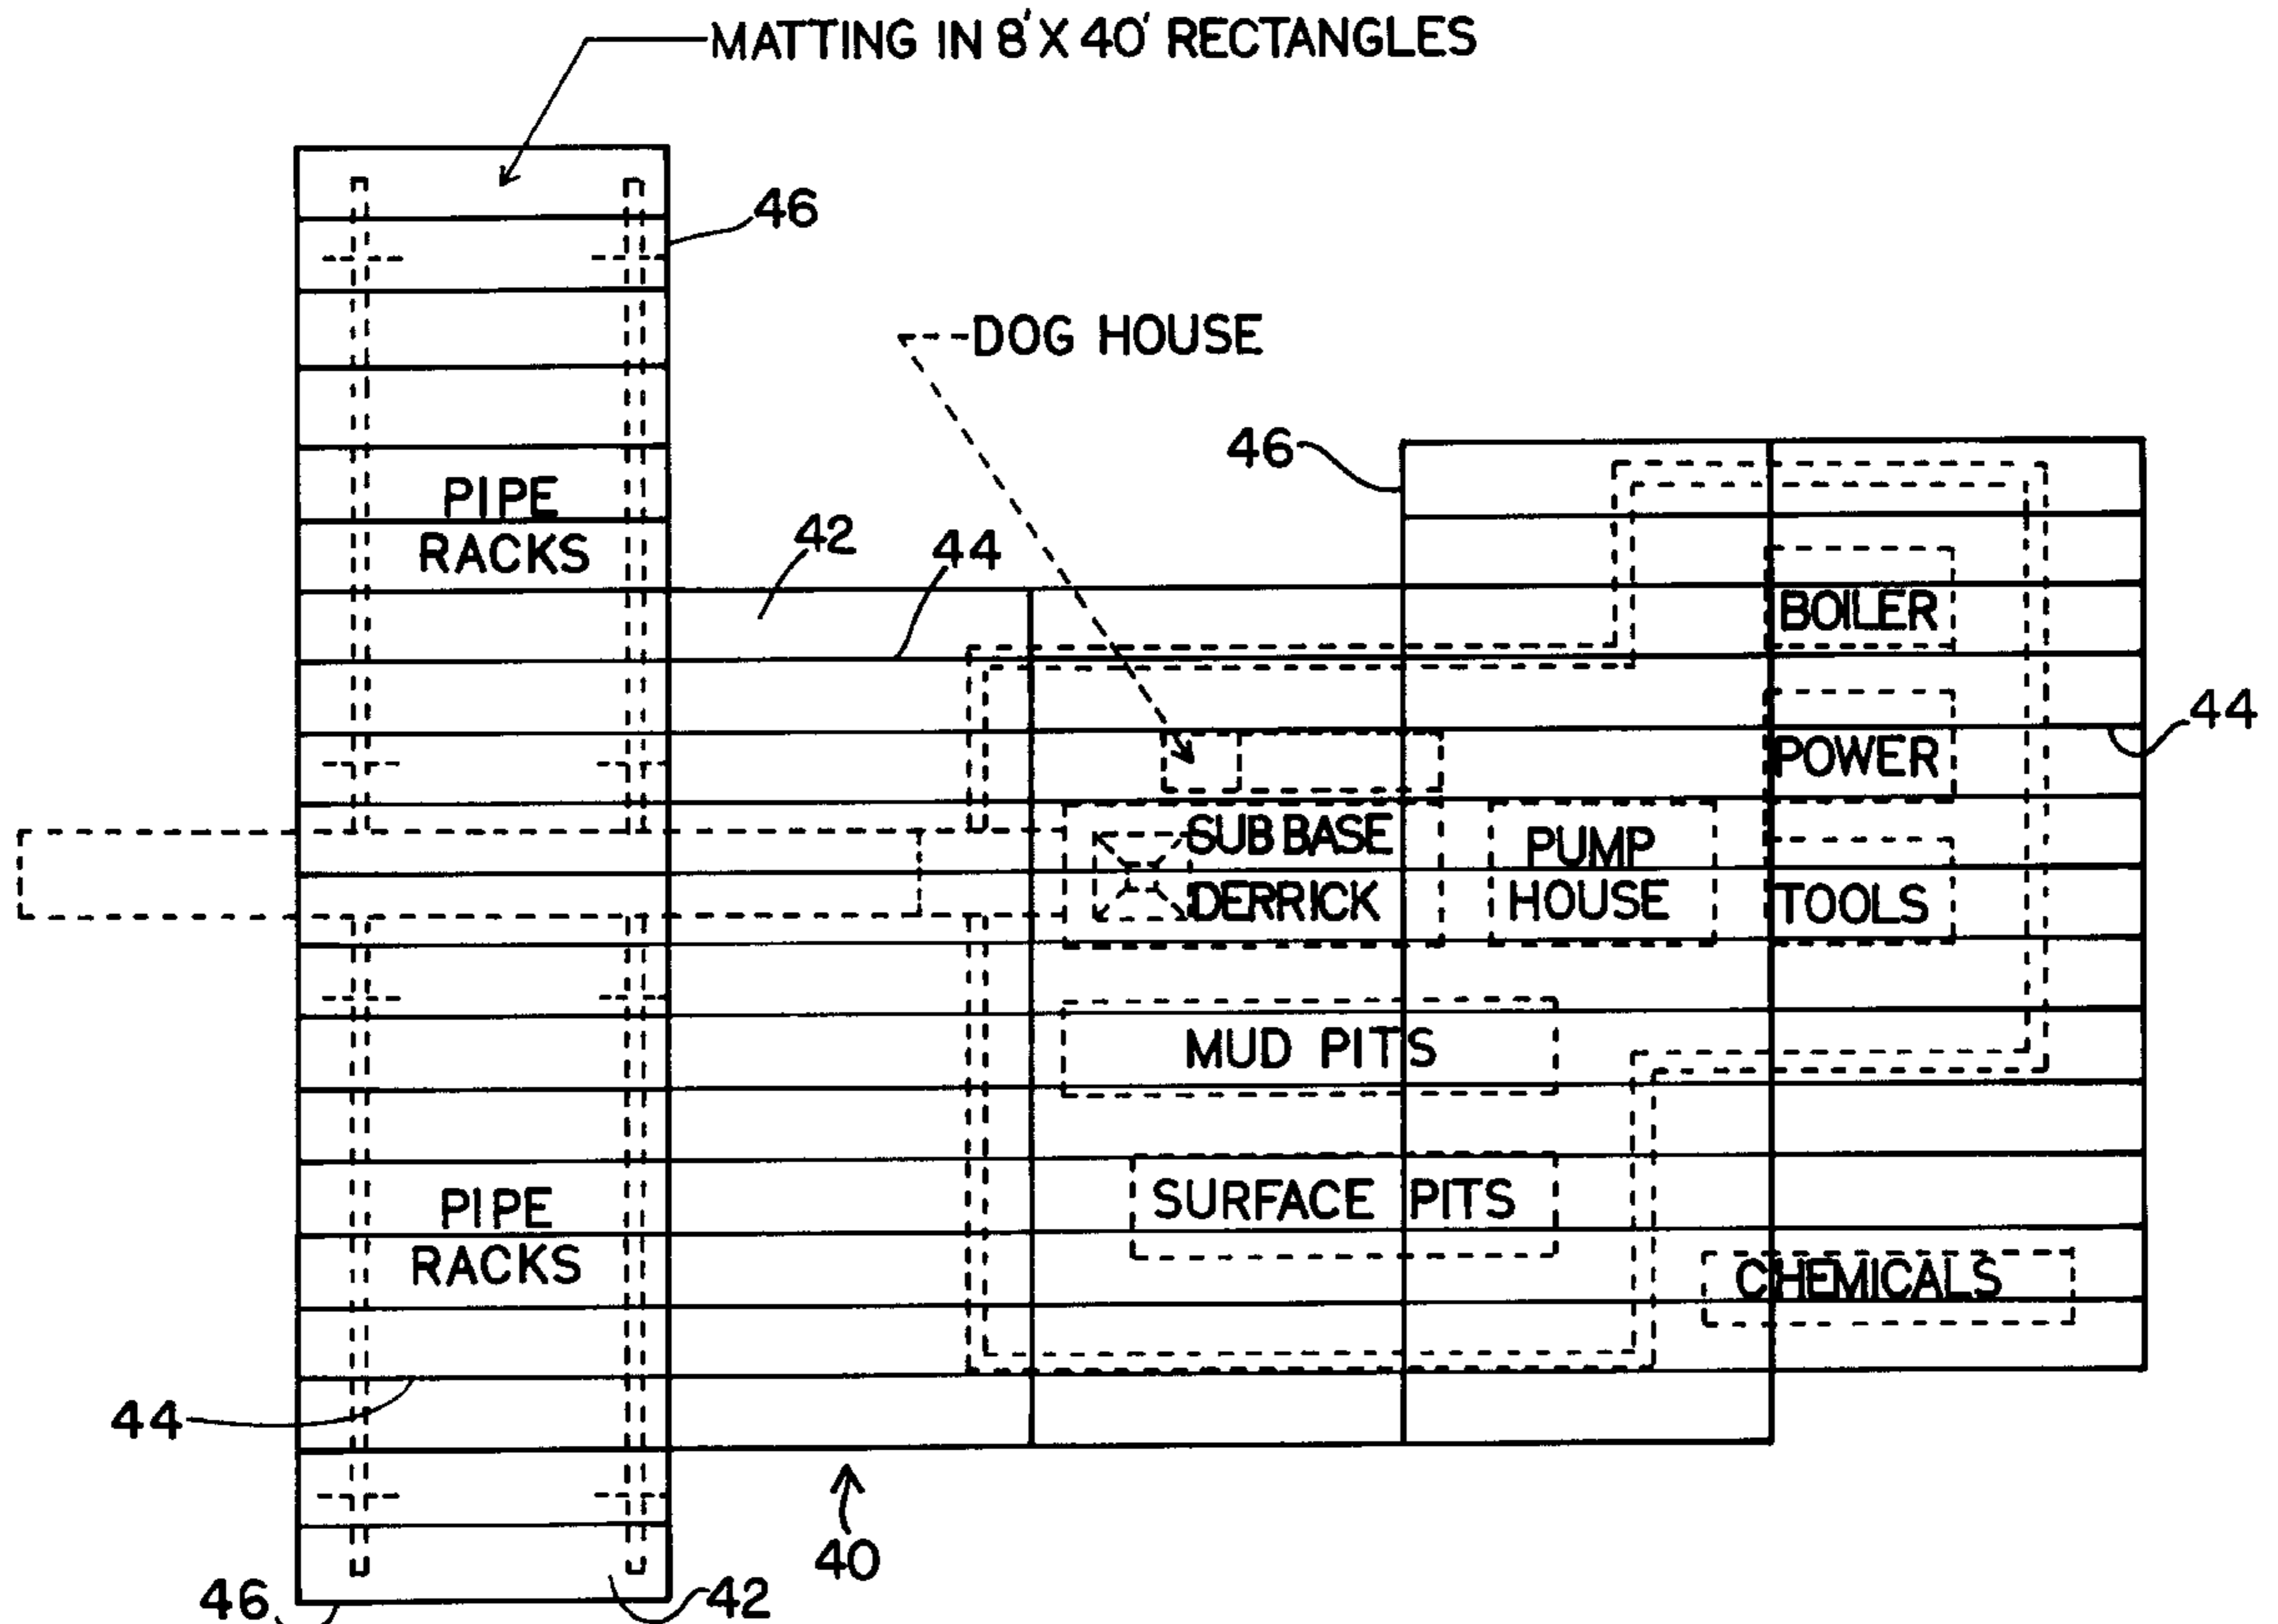 MATTING IN 8' X 40' RECTANGLES
46
DOG HOUSE
46
PIPE
RACKS
42
44
BOILER
44
POWER
SUB BASE
DERRICK
PUMP
HOUSE
TOOLS
MUD PITS
SURFACE PITS
PIPE
RACKS
CHEMICALS
44
40
46
42